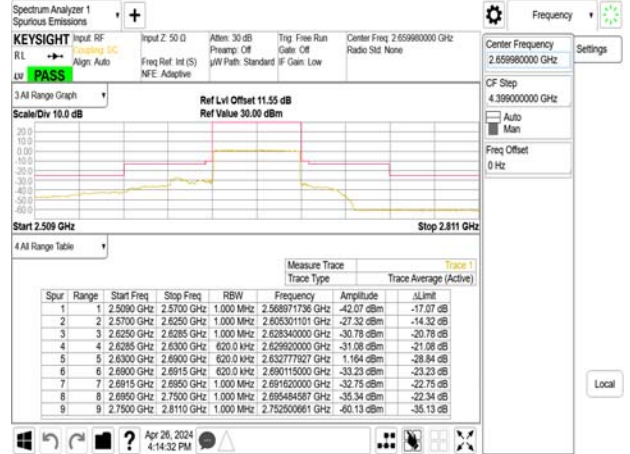 Spectrum Analyzer 1
Spurious Emissions
+
Frequency
KEYSIGHT Input: RF Input Z: 50 Ω Atten: 30 dB Trig: Free Run Center Freq: 2.659980000 GHz
RL Coupling: DC Preamp: Off Gate: Off Radio Std: None
Align: Auto Freq Ref: Int (S) µW Path: Standard IF Gain: Low
NFE: Adaptive
LW PASS
Center Frequency
2.659980000 GHz
Settings
CF Step
4.399000000 GHz
Auto
Man
Freq Offset
0 Hz
3 All Range Graph
Ref Lvl Offset 11.55 dB
Scale/Div 10.0 dB Ref Value 30.00 dBm
20.0
10.0
0.00
-10.0
-20.0
-30.0
-40.0
-50.0
-60.0
Start 2.509 GHz Stop 2.811 GHz
4 All Range Table
Measure Trace Trace 1
Trace Type Trace Average (Active)
Spur Range Start Freq Stop Freq RBW Frequency Amplitude ΔLimit
1 1 2.5090 GHz 2.5700 GHz 1.000 MHz 2.568971736 GHz -42.07 dBm -17.07 dB
2 2 2.5700 GHz 2.6250 GHz 1.000 MHz 2.605301101 GHz -27.32 dBm -14.32 dB
3 3 2.6250 GHz 2.6285 GHz 1.000 MHz 2.628340000 GHz -30.78 dBm -20.78 dB
4 4 2.6285 GHz 2.6300 GHz 620.0 kHz 2.629920000 GHz -31.08 dBm -21.08 dB
5 5 2.6300 GHz 2.6900 GHz 620.0 kHz 2.632777927 GHz 1.164 dBm -28.84 dB
6 6 2.6900 GHz 2.6915 GHz 620.0 kHz 2.690115000 GHz -33.23 dBm -23.23 dB
7 7 2.6915 GHz 2.6950 GHz 1.000 MHz 2.691620000 GHz -32.75 dBm -22.75 dB
8 8 2.6950 GHz 2.7500 GHz 1.000 MHz 2.695484587 GHz -35.34 dBm -22.34 dB
9 9 2.7500 GHz 2.8110 GHz 1.000 MHz 2.752500661 GHz -60.13 dBm -35.13 dB
Local
? Apr 26, 2024
4:14:32 PM